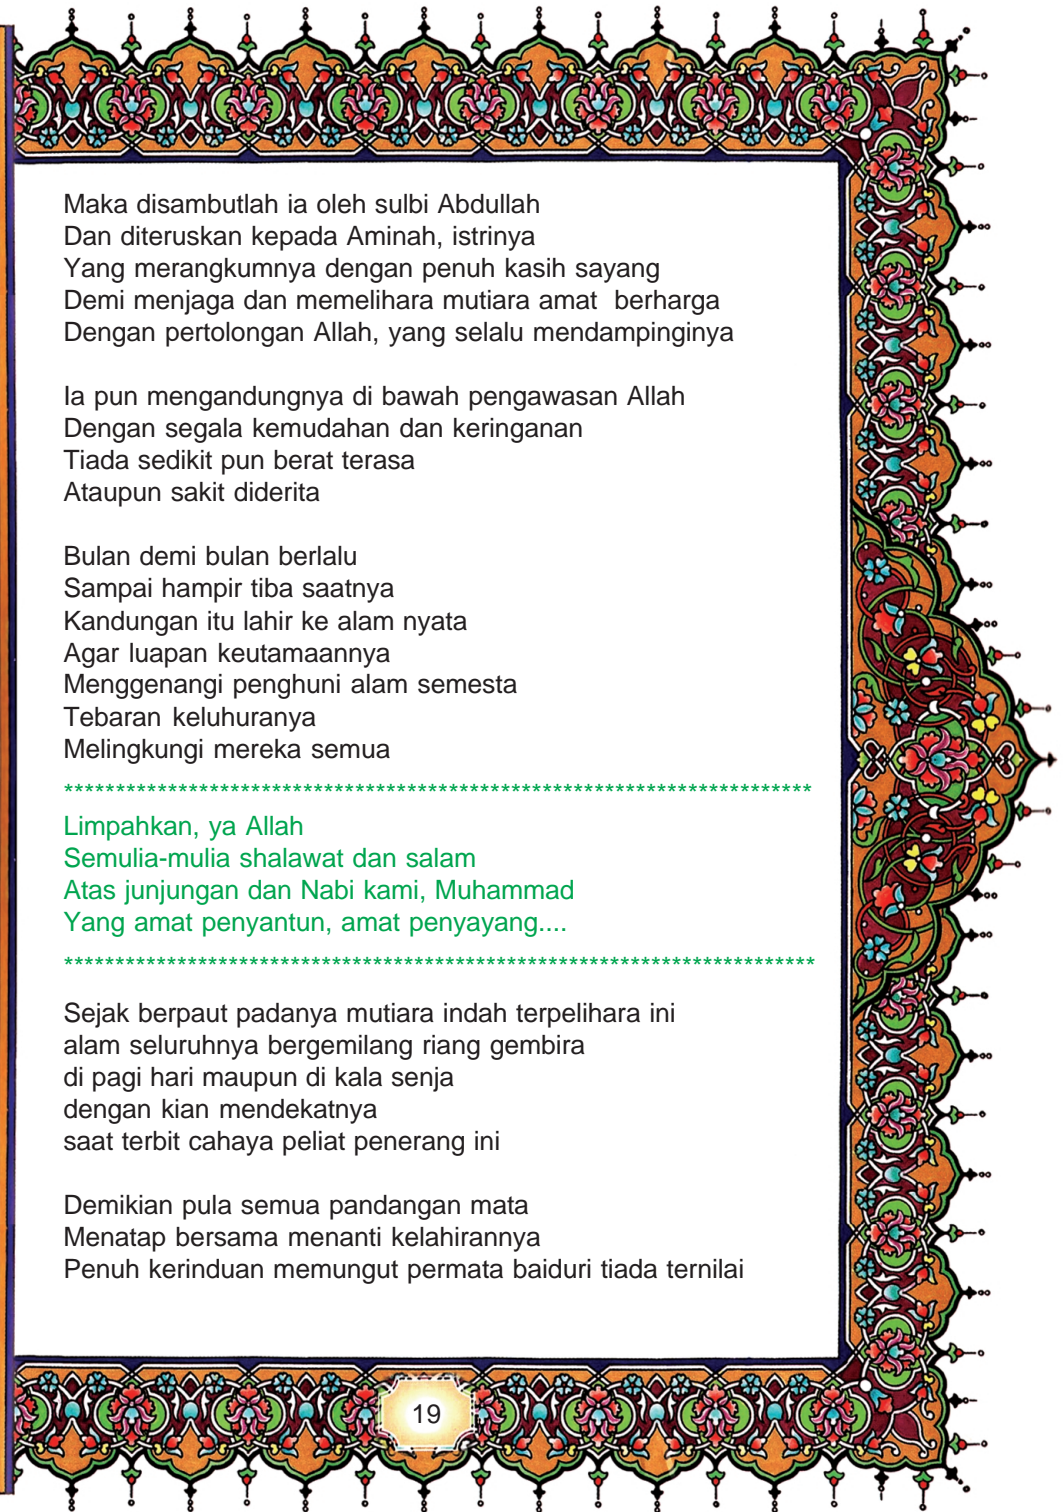 Maka disambutlah ia oleh sulbi Abdullah
Dan diteruskan kepada Aminah, istrinya
Yang merangkumnya dengan penuh kasih sayang
Demi menjaga dan memelihara mutiara amat  berharga
Dengan pertolongan Allah, yang selalu mendampinginya

Ia pun mengandungnya di bawah pengawasan Allah
Dengan segala kemudahan dan keringanan
Tiada sedikit pun berat terasa
Ataupun sakit diderita

Bulan demi bulan berlalu
Sampai hampir tiba saatnya
Kandungan itu lahir ke alam nyata
Agar luapan keutamaannya
Menggenangi penghuni alam semesta
Tebaran keluhuranya
Melingkungi mereka semua
*************************************************************************
Limpahkan, ya Allah
Semulia-mulia shalawat dan salam
Atas junjungan dan Nabi kami, Muhammad
Yang amat penyantun, amat penyayang....
*************************************************************************

Sejak berpaut padanya mutiara indah terpelihara ini
alam seluruhnya bergemilang riang gembira
di pagi hari maupun di kala senja
dengan kian mendekatnya
saat terbit cahaya peliat penerang ini

Demikian pula semua pandangan mata
Menatap bersama menanti kelahirannya
Penuh kerinduan memungut permata baiduri tiada ternilai

19